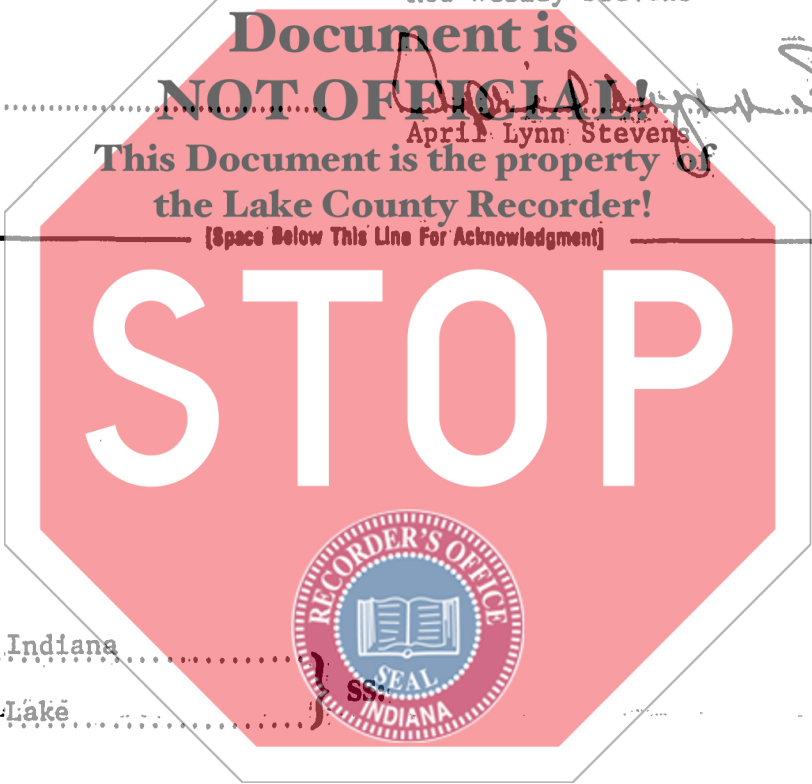 Document is
NOT OFFICIAL!
April Lynn Stevens
This Document is the property of
the Lake County Recorder!
[Space Below This Line For Acknowledgment]
STOP
RECORDER'S OFFICE
SEAL
INDIANA
Indiana
Lake
SS: